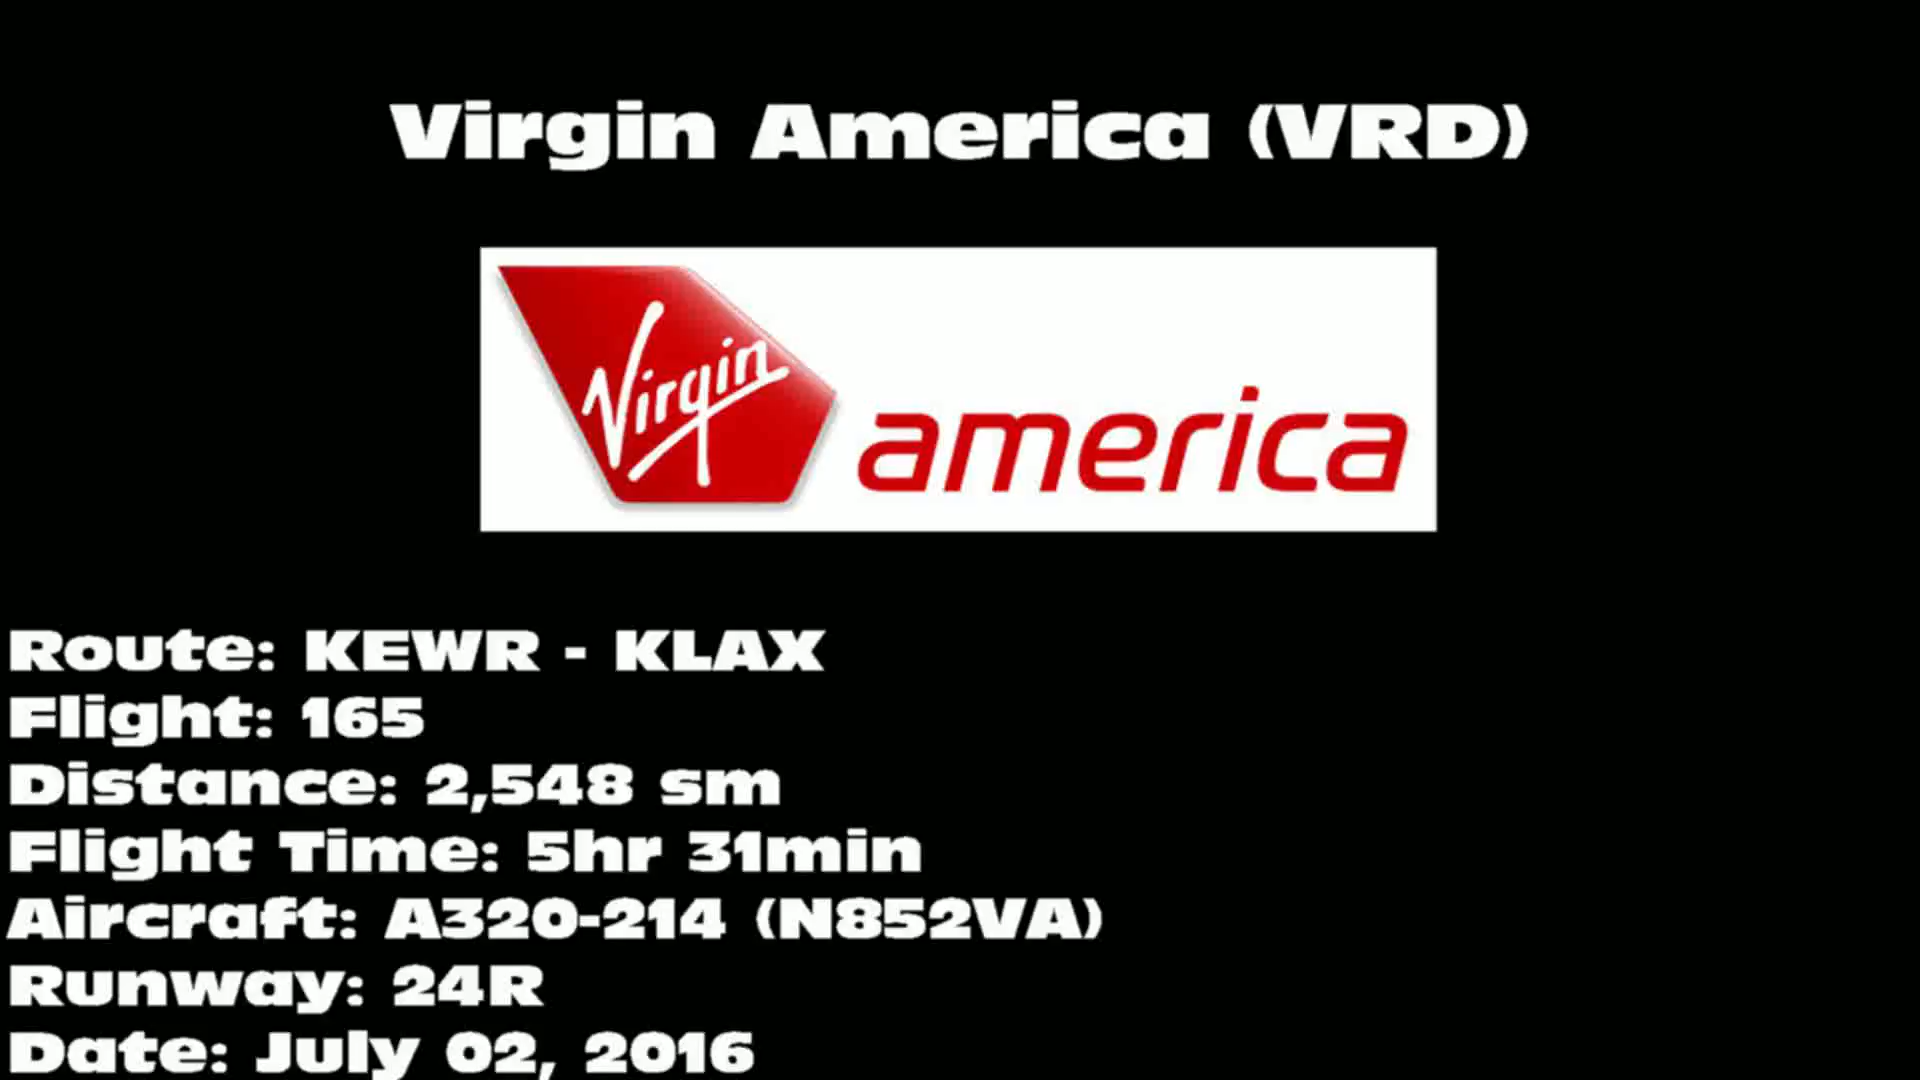 Virgin America (VRD)
Virgin
america
Route: KEWR - KLAX
Flight: 165
Distance: 2,548 sm
Flight Time: 5hr 31min
Aircraft: A320-214 (N852VA)
Runway: 24R
Date: July 02, 2016